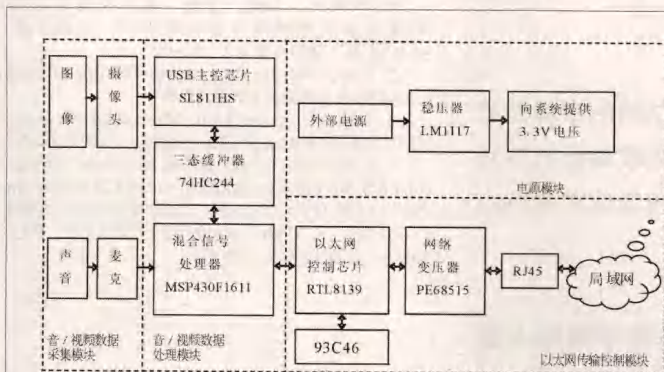 图
像
摄
像
头
USB主控芯片
SL811HS
三态缓冲器
74HC244
外部电源
稳压器
LM1117
向系统提供
3.3V电压
电源模块
声
音
麦
克
混合信号
处理器
MSP430F1611
以太网
控制芯片
RTL8139
网络
变压器
PE68515
RJ45
局域网
93C46
音/视频数据
采集模块
音/视频数据
处理模块
以太网传输控制模块